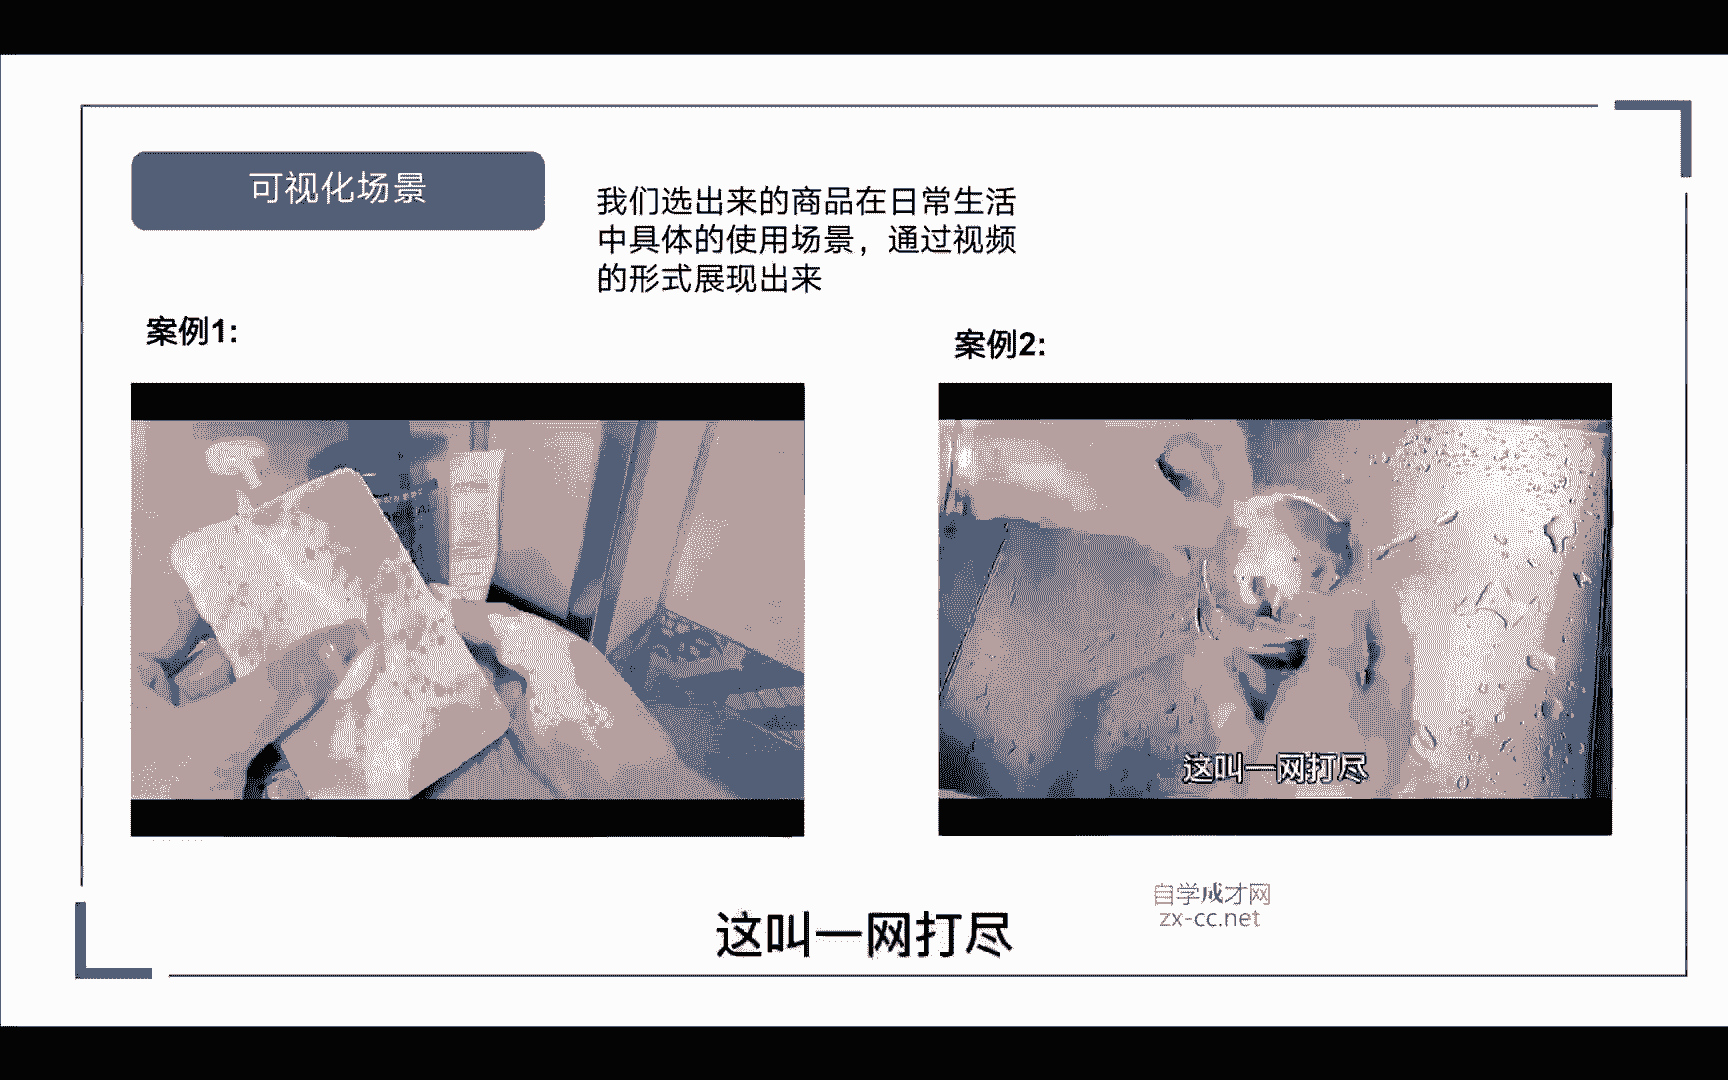 可视化场景
我们选出来的商品在日常生活
中具体的使用场景，通过视频
的形式展现出来
案例1:
案例2:
这叫一网打尽
自学成才网
zx-cc.net
这叫一网打尽